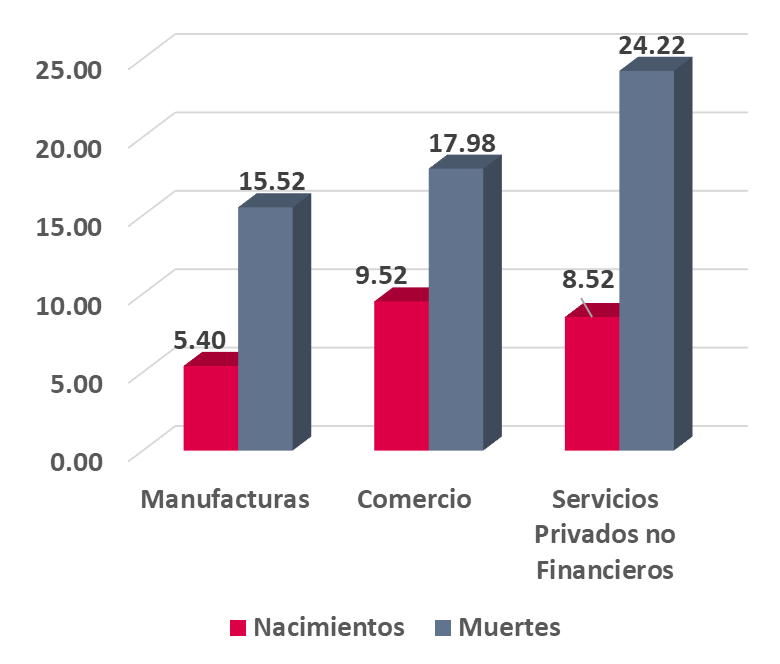 25.00
20.00
15.00
10.00
5.00
0.00
24.22
17.98
15.52
9.52
8.52
5.40
Manufacturas
Comercio
Servicios
Privados no
Financieros
Nacimientos
Muertes